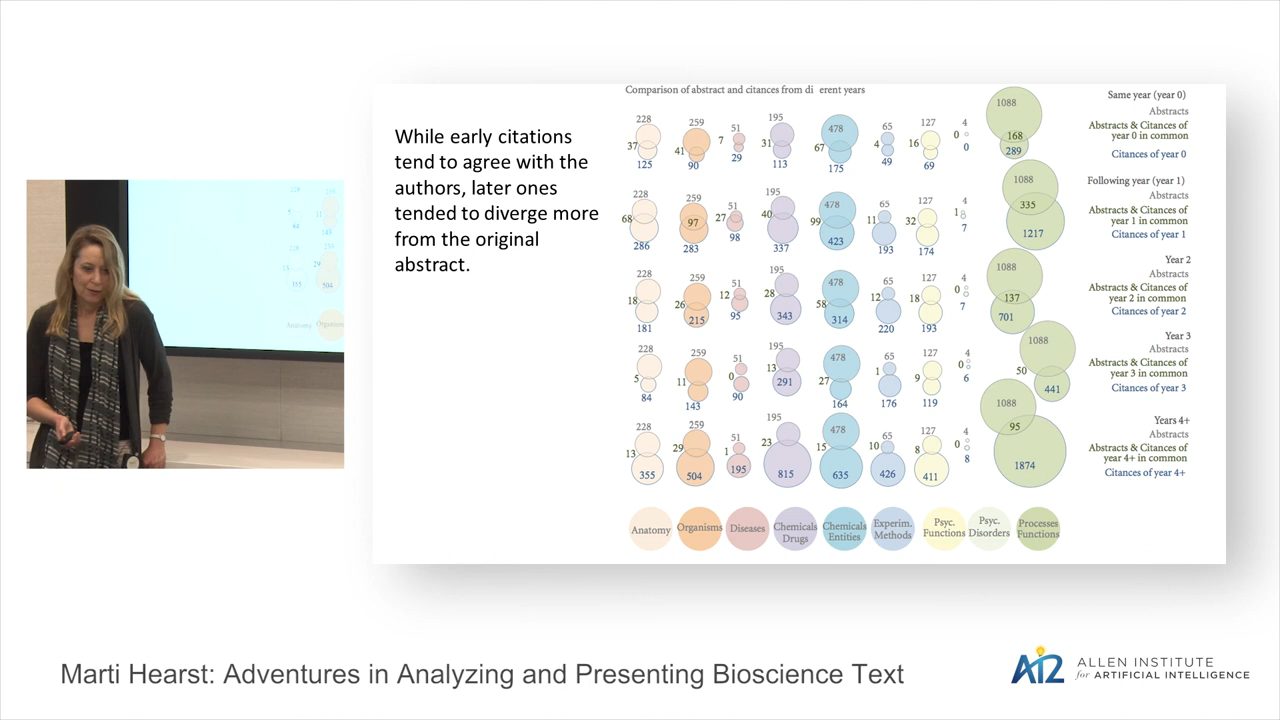 Comparison of abstract and citances from di erent years
While early citations
tend to agree with the
authors, later ones
tended to diverge more
from the original
abstract.
228 259 51 195 478 65 127 4 1088
37 41 7 31 67 4 16 0 168
125 90 29 113 175 49 69 0 289
Same year (year 0)
Abstracts
Abstracts & Citances of
year 0 in common
Citances of year 0
228 259 51 195 478 65 127 4 1088
68 97 27 40 99 11 32 1 335
286 283 98 337 423 193 174 7 1217
Following year (year 1)
Abstracts
Abstracts & Citances of
year 1 in common
Citances of year 1
228 259 51 195 478 65 127 4 1088
18 26 12 28 58 12 18 0 137
181 215 95 343 314 220 193 7 701
Year 2
Abstracts
Abstracts & Citances of
year 2 in common
Citances of year 2
228 259 51 195 478 65 127 4 1088
5 11 0 13 27 1 9 0 50
84 143 90 291 164 176 119 6 441
Year 3
Abstracts
Abstracts & Citances of
year 3 in common
Citances of year 3
228 259 51 195 478 65 127 4 1088
13 29 1 23 15 10 8 0 95
355 504 195 815 635 426 411 8 1874
Years 4+
Abstracts
Abstracts & Citances of
year 4+ in common
Citances of year 4+
Anatomy
Organisms
Diseases
Chemicals
Drugs
Chemicals
Entities
Experim.
Methods
Psyc.
Functions
Psyc.
Disorders
Processes
Functions
355 504
Anatomy
Marti Hearst: Adventures in Analyzing and Presenting Bioscience Text
AI2
ALLEN INSTITUTE
for ARTIFICIAL INTELLIGENCE